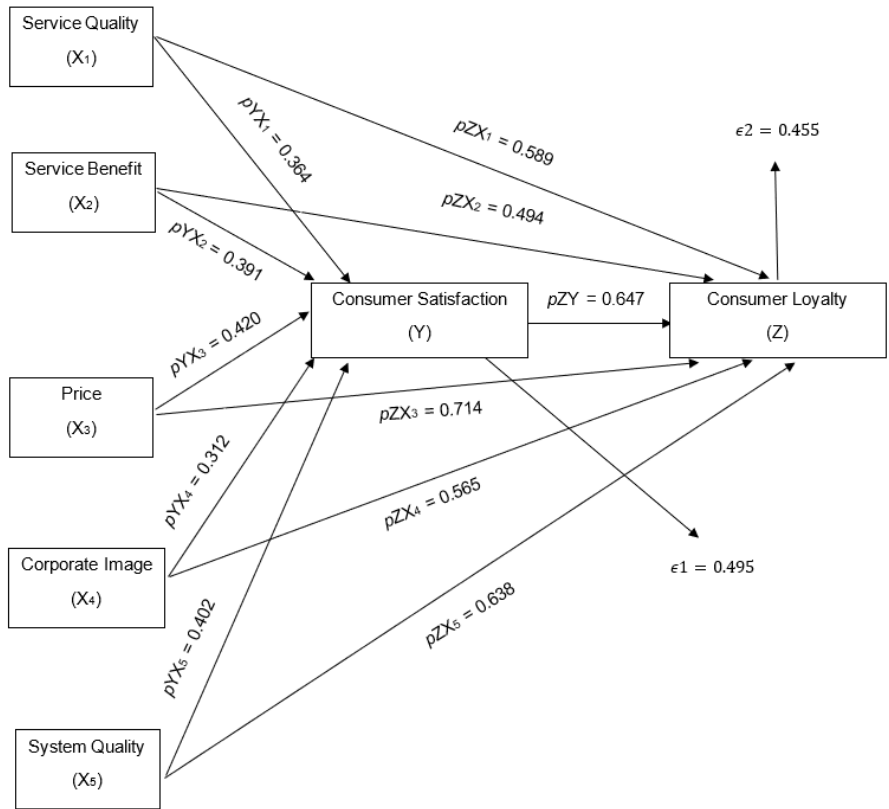 Service Quality
(X₁)
pYX₁ = 0.364
pZX₁ = 0.589
ϵ2 = 0.455
Service Benefit
(X₂)
pZX₂ = 0.494
pYX₂ = 0.391
Consumer Satisfaction
(Y)
pZY = 0.647
Consumer Loyalty
(Z)
pYX₃ = 0.420
Price
(X₃)
pZX₃ = 0.714
pYX₄ = 0.312
pZX₄ = 0.565
Corporate Image
(X₄)
ϵ1 = 0.495
pYX₅ = 0.402
pZX₅ = 0.638
System Quality
(X₅)